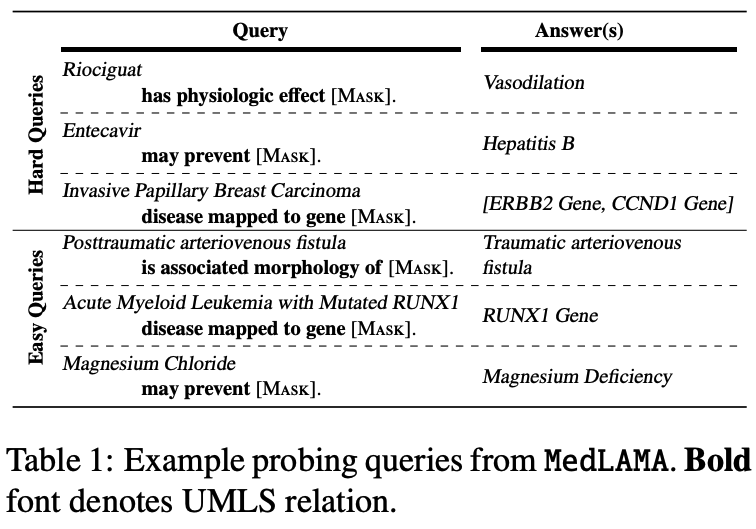 Query Answer(s)
Hard Queries
Riociguat
has physiologic effect [MASK].
Vasodilation
Entecavir
may prevent [MASK].
Hepatitis B
Invasive Papillary Breast Carcinoma
disease mapped to gene [MASK].
[ERBB2 Gene, CCND1 Gene]
Easy Queries
Posttraumatic arteriovenous fistula
is associated morphology of [MASK].
Traumatic arteriovenous
fistula
Acute Myeloid Leukemia with Mutated RUNX1
disease mapped to gene [MASK].
RUNX1 Gene
Magnesium Chloride
may prevent [MASK].
Magnesium Deficiency
Table 1: Example probing queries from MedLAMA. Bold
font denotes UMLS relation.